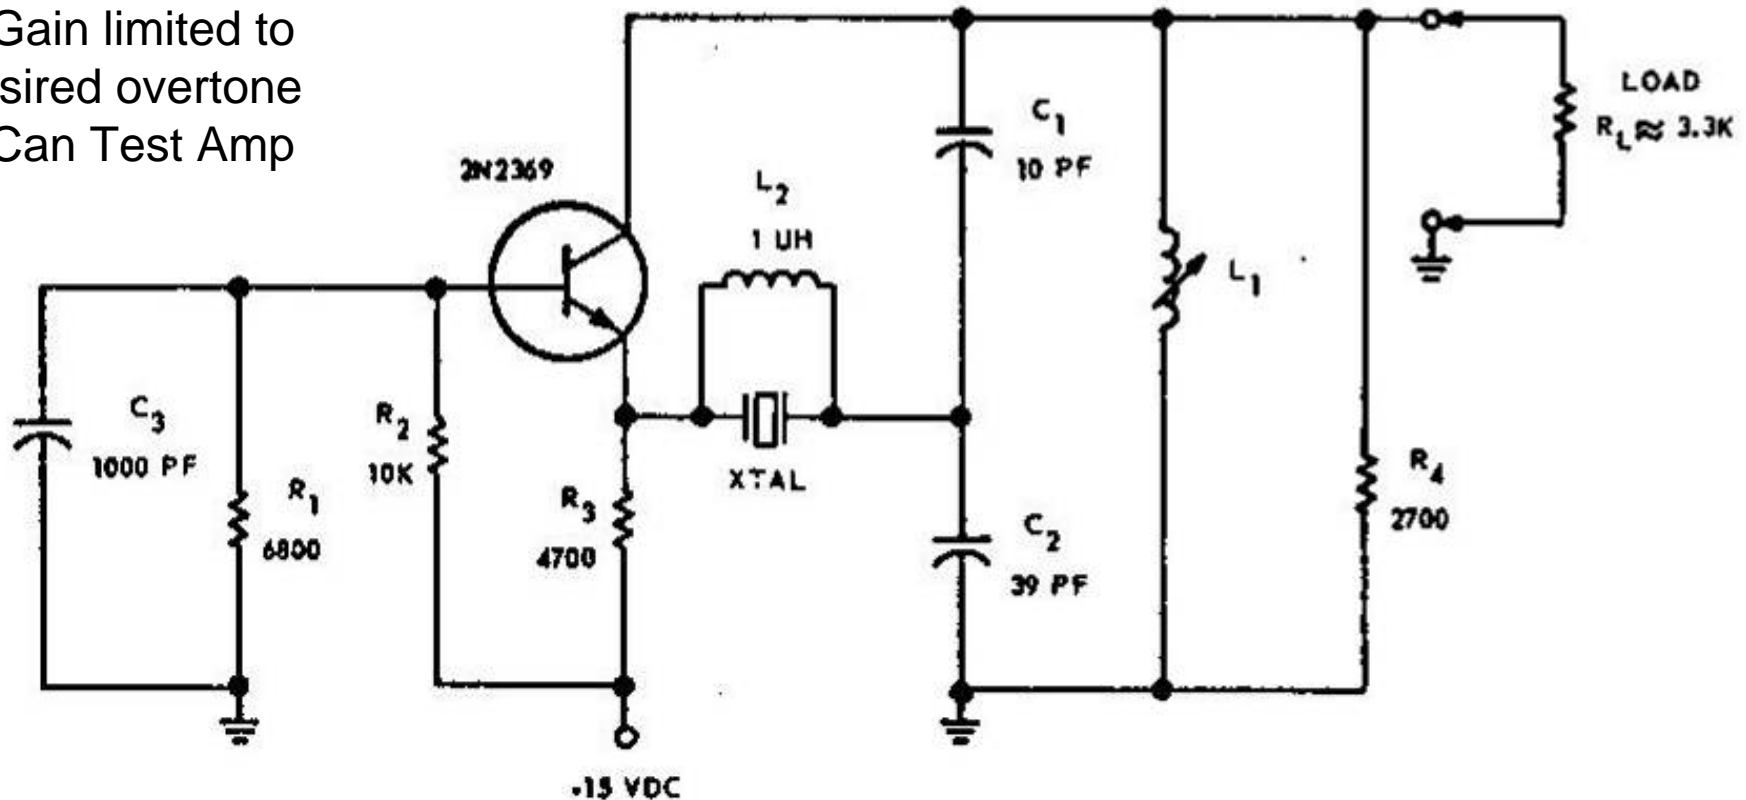 Gain limited to
sired overtone
Can Test Amp
2N2369
L2
1 UH
C1
10 PF
LOAD
RL ≈ 3.3K
L1
C3
1000 PF
R1
6800
R2
10K
R3
4700
XTAL
C2
39 PF
R4
2700
-15 VDC